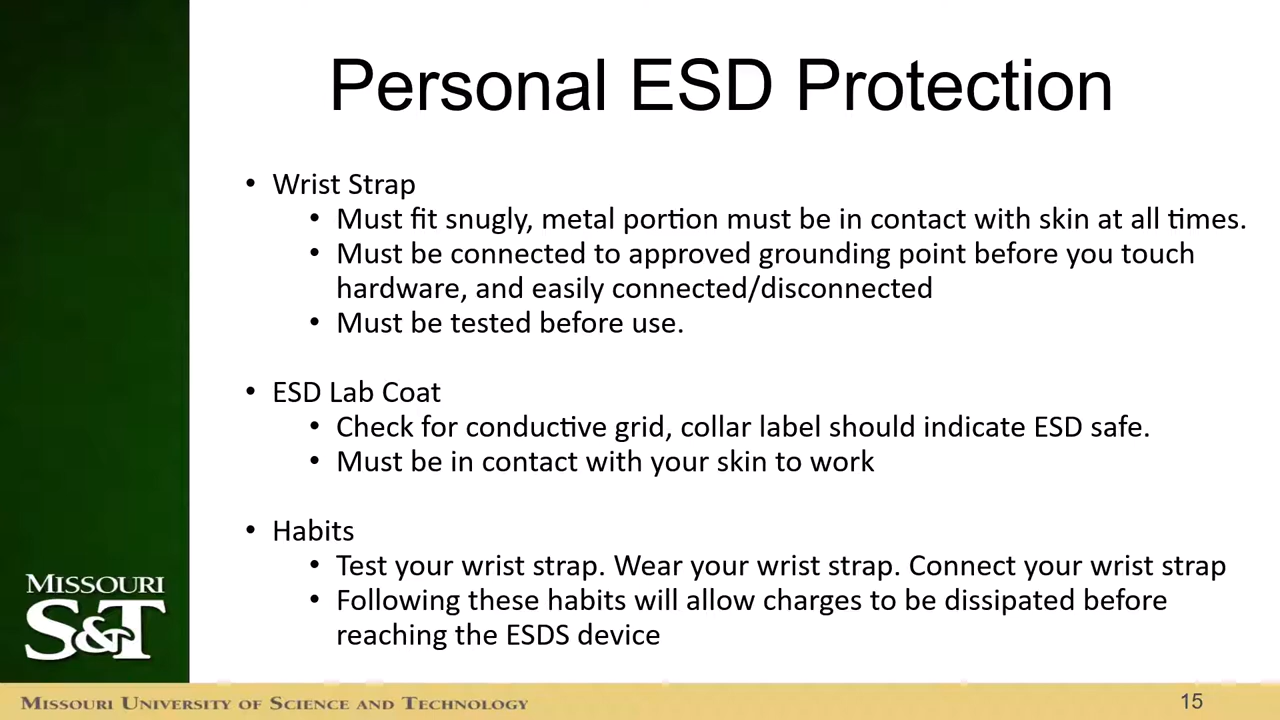 Personal ESD Protection
• Wrist Strap
• Must fit snugly, metal portion must be in contact with skin at all times.
• Must be connected to approved grounding point before you touch
hardware, and easily connected/disconnected
• Must be tested before use.
• ESD Lab Coat
• Check for conductive grid, collar label should indicate ESD safe.
• Must be in contact with your skin to work
• Habits
• Test your wrist strap. Wear your wrist strap. Connect your wrist strap
• Following these habits will allow charges to be dissipated before
reaching the ESDS device
MISSOURI
S&T
MISSOURI UNIVERSITY OF SCIENCE AND TECHNOLOGY
15